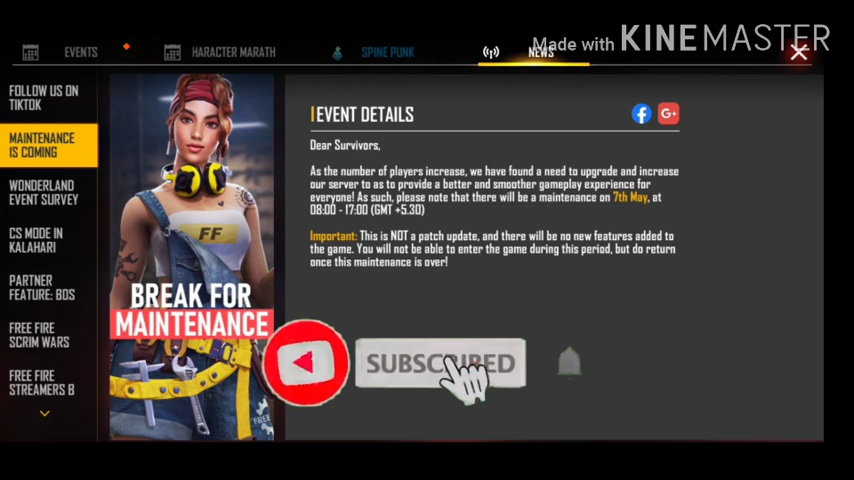 Made with KINEMASTER
EVENTS
HARACTER MARATH
SPINE PUNK
NEWS
FOLLOW US ON
TIKTOK
MAINTENANCE
IS COMING
WONDERLAND
EVENT SURVEY
CS MODE IN
KALAHARI
PARTNER
FEATURE: BOS
FREE FIRE
SCRIM WARS
FREE FIRE
STREAMERS B
FF
BREAK FOR
MAINTENANCE
FREE
EVENT DETAILS
f
G+
Dear Survivors,
As the number of players increase, we have found a need to upgrade and increase
our server to as to provide a better and smoother gameplay experience for
everyone! As such, please note that there will be a maintenance on 7th May, at
08:00 - 17:00 (GMT +5.30)
Important: This is NOT a patch update, and there will be no new features added to
the game. You will not be able to enter the game during this period, but do return
once this maintenance is over!
SUBSCRIBED